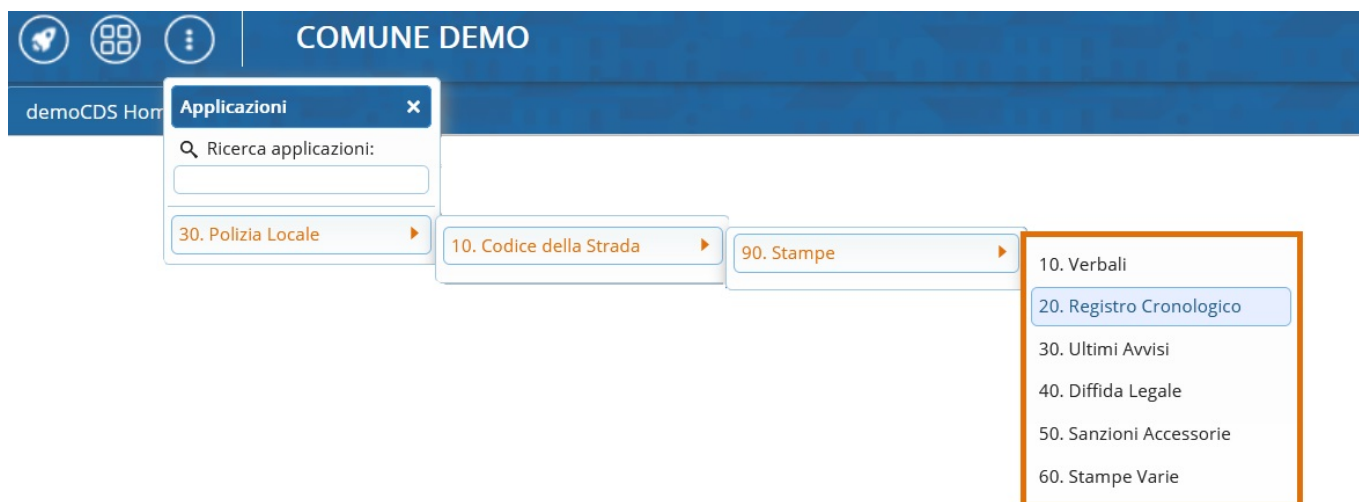 COMUNE DEMO
demoCDS Hom
Applicazioni
Ricerca applicazioni:
30. Polizia Locale
10. Codice della Strada
90. Stampe
10. Verbali
20. Registro Cronologico
30. Ultimi Avvisi
40. Diffida Legale
50. Sanzioni Accessorie
60. Stampe Varie